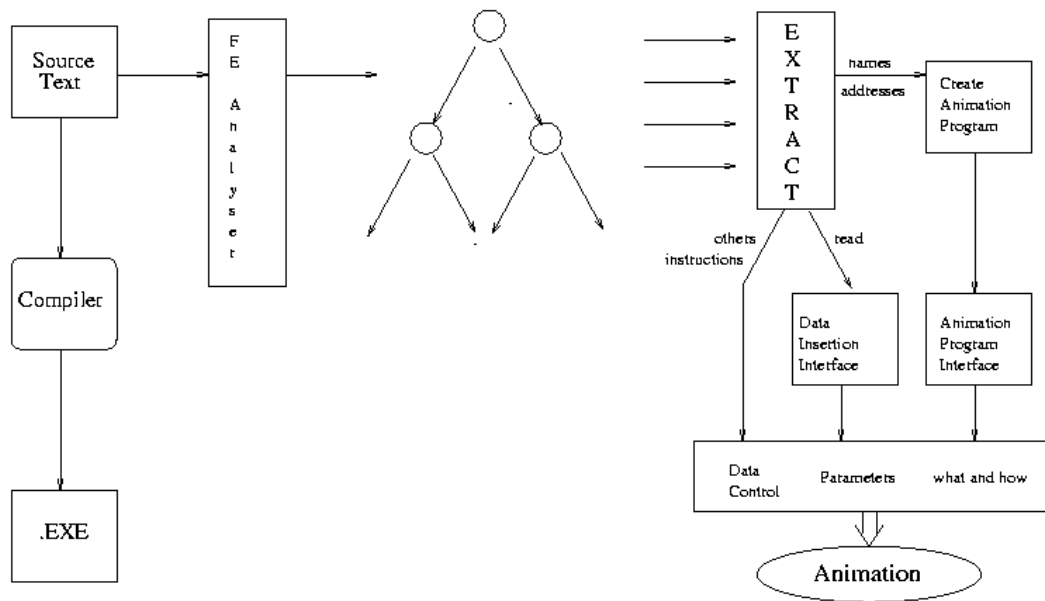 Source
Text
FE Analyser
EXTRACT
names
addresses
Create
Animation
Program
others
instructions
read
Compiler
Data
Insertion
Interface
Animation
Program
Interface
Data
Control
Parameters
what and how
.EXE
Animation